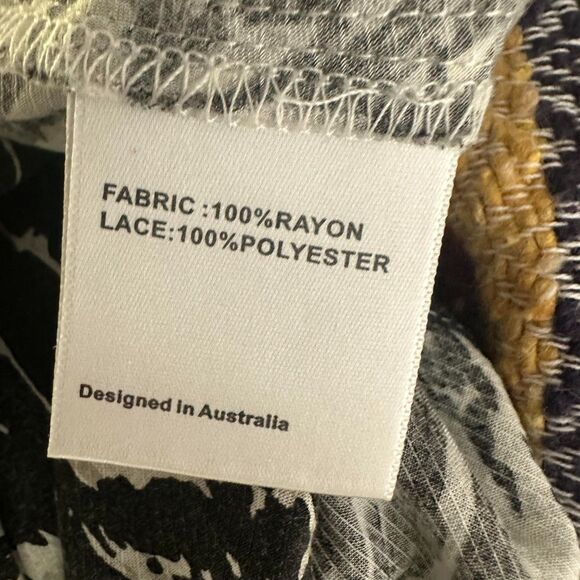 FABRIC :100%RAYON
LACE:100%POLYESTER
Designed in Australia